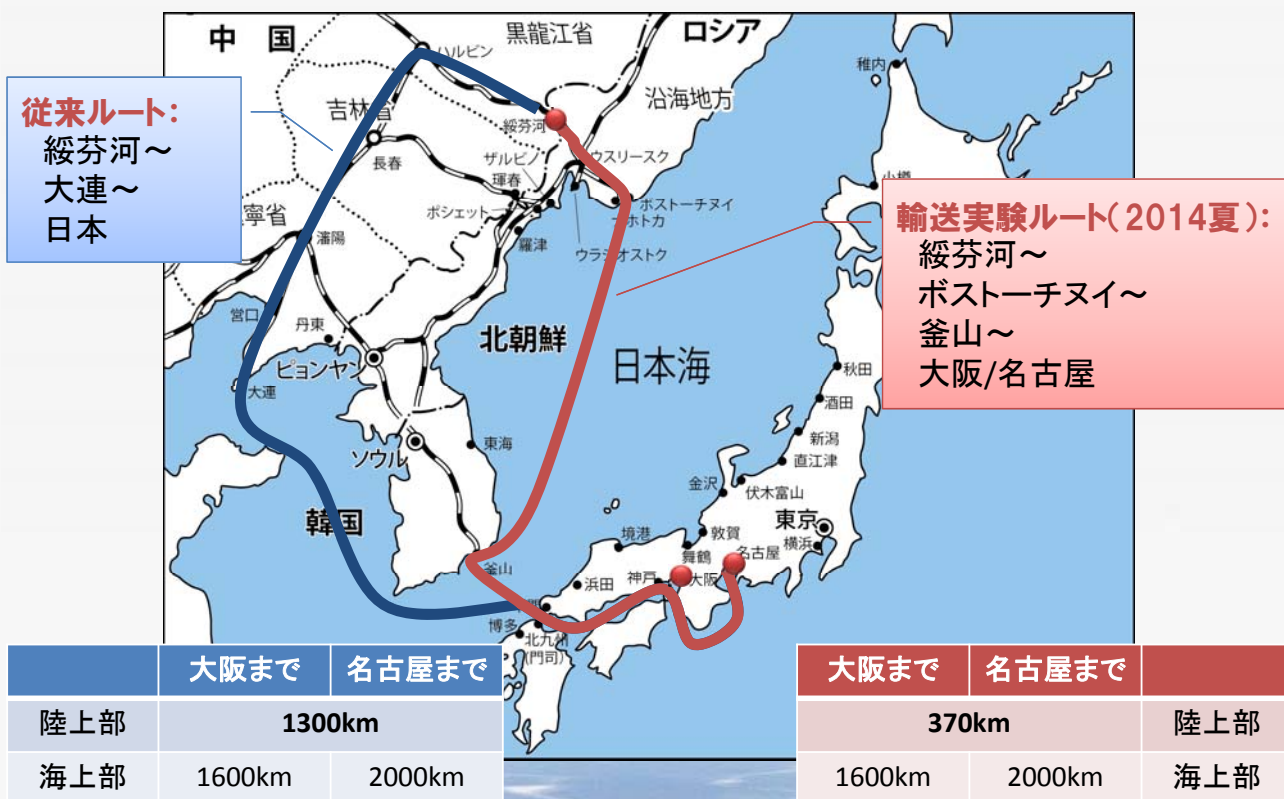 中 国
黒龍江省
ロシア
ハルビン
稚内
従来ルート:
綏芬河～
大連～
日本
吉林省
沿海地方
綏芬河
長春
ザルビノ
ウスリースク
琿春
ポシェット
ボストーチヌイ
ナホトカ
小樽
寧省
瀋陽
羅津
ウラジオストク
輸送実験ルート(2014夏):
綏芬河～
ボストーチヌイ～
釜山～
大阪/名古屋
営口
丹東
北朝鮮
ピョンヤン
日本海
大連
秋田
酒田
ソウル
東海
新潟
直江津
金沢
伏木富山
韓国
東京
境港
敦賀
横浜
舞鶴
名古屋
釜山
浜田
神戸
大阪
博多
北九州
(門司)
大阪まで 名古屋まで
陸上部 1300km
海上部 1600km 2000km
大阪まで 名古屋まで
370km 陸上部
1600km 2000km 海上部